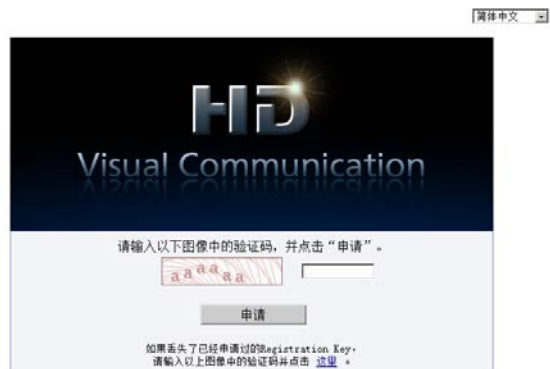 简体中文
HD
Visual Communication
请输入以下图像中的验证码，并点击“申请”。
aaaaaa
申请
如果丢失了已经申请过的Registration Key，
请输入以上图像中的验证码并点击 这里 。